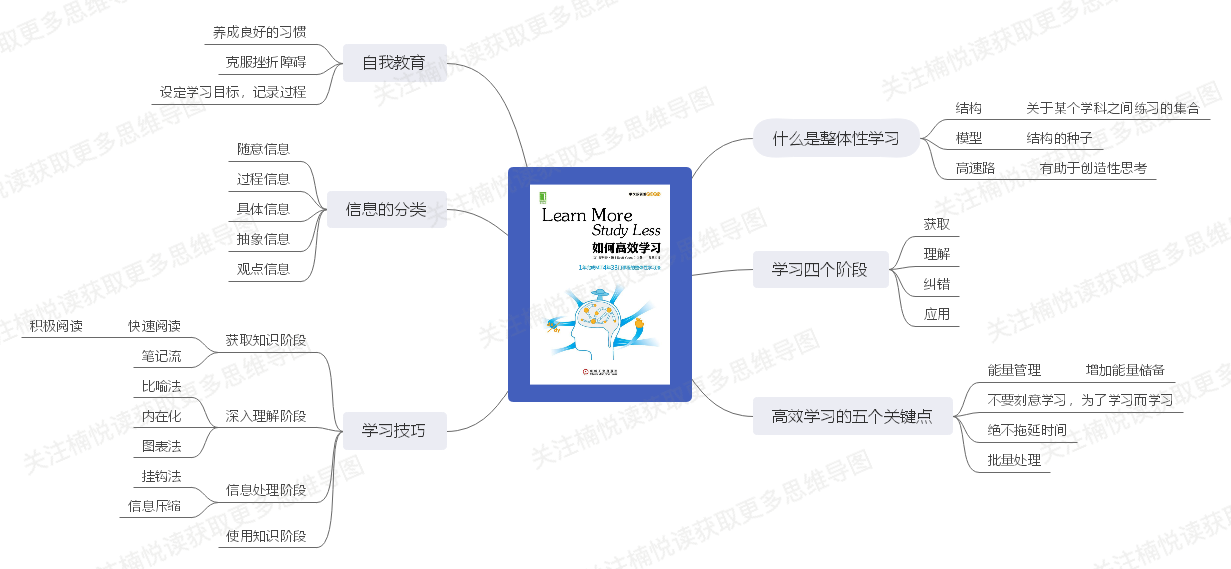 养成良好的习惯
克服挫折障碍
设定学习目标，记录过程
自我教育
随意信息
过程信息
具体信息
抽象信息
观点信息
信息的分类
积极阅读 快速阅读
笔记流
获取知识阶段
比喻法
内在化
图表法
深入理解阶段
挂钩法
信息压缩
信息处理阶段
使用知识阶段
学习技巧
Learn More
Study Less
如何高效学习
什么是整体性学习
结构 关于某个学科之间练习的集合
模型 结构的种子
高速路 有助于创造性思考
学习四个阶段
获取
理解
纠错
应用
高效学习的五个关键点
能量管理 增加能量储备
不要刻意学习，为了学习而学习
绝不拖延时间
批量处理
关注楠悦读获取更多思维导图